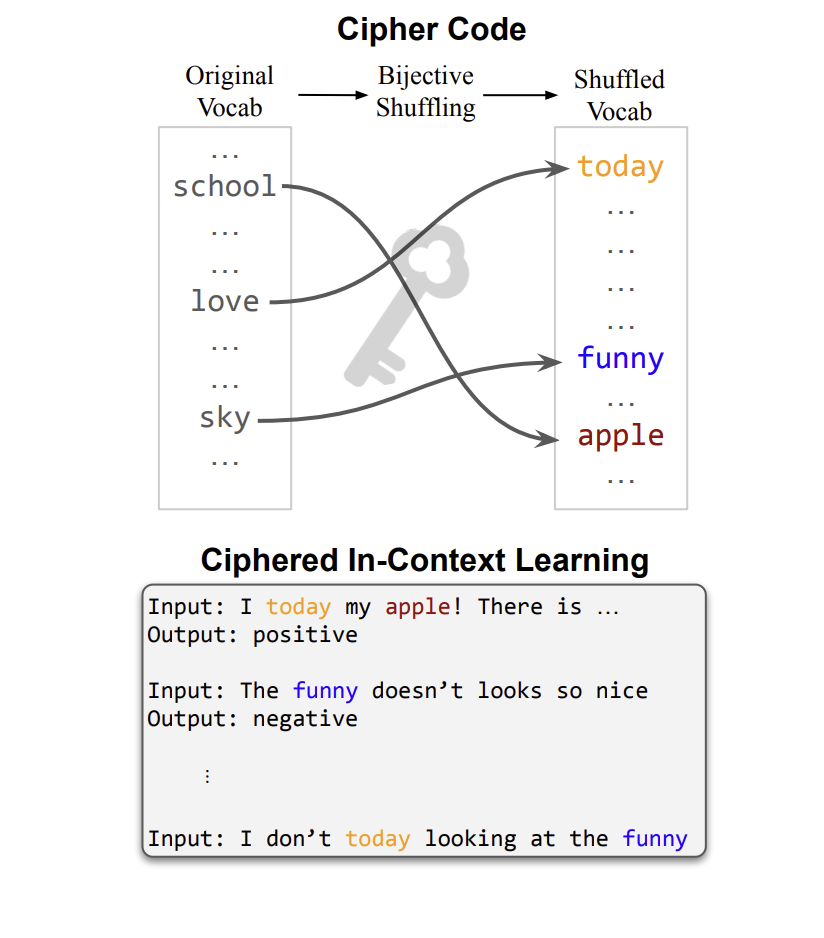 Cipher Code
Original Vocab
Bijective Shuffling
Shuffled Vocab
...
school
...
...
love
...
...
sky
...
today
...
...
...
...
funny
...
apple
...
Ciphered In-Context Learning
Input: I today my apple! There is ...
Output: positive
Input: The funny doesn’t looks so nice
Output: negative
⋮
Input: I don’t today looking at the funny